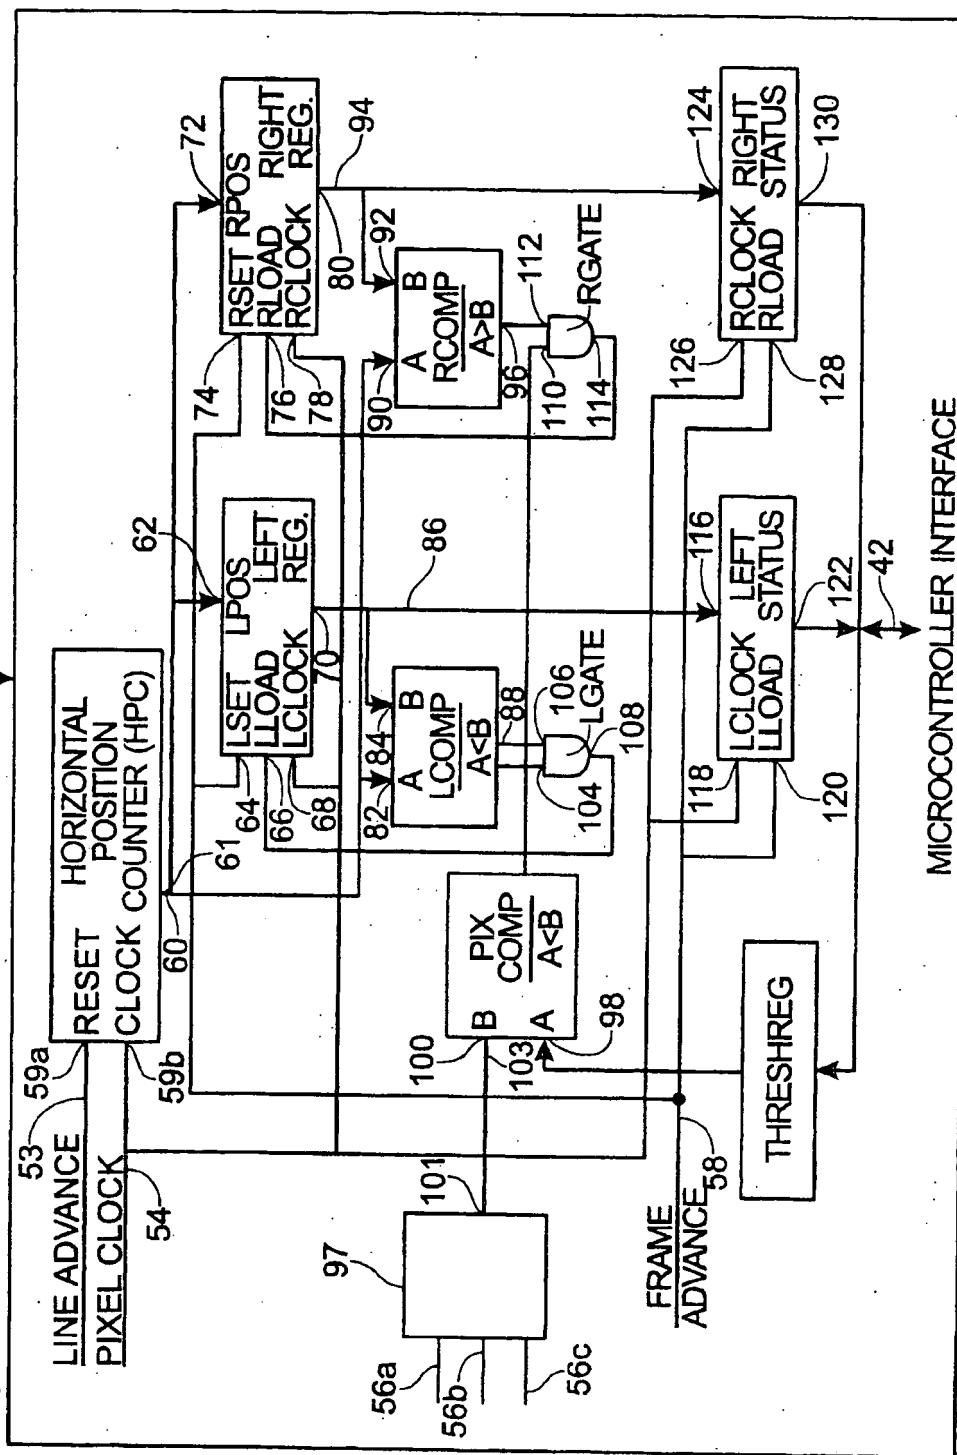 LINE ADVANCE
53
59a
PIXEL CLOCK
54
59b
RESET
CLOCK
HORIZONTAL
POSITION
COUNTER (HPC)
60
61
62
72
LSET LPOS
LLOAD LEFT
LCLOCK REG.
64
66
68
70
RSET RPOS
RLOAD RIGHT
RCLOCK REG.
74
76
78
80
94
82
84
A B
LCOMP
A<B
86
88
90
92
A B
RCOMP
A>B
96
104
106
LGATE
108
110
112
RGATE
114
97
101
56a
56b
56c
100
103
98
B
A
PIX
COMP
A<B
FRAME
ADVANCE
58
THRESHREG
116
118
120
LCLOCK LEFT
LLOAD STATUS
122
124
126
128
RCLOCK RIGHT
RLOAD STATUS
130
42
MICROCONTROLLER INTERFACE